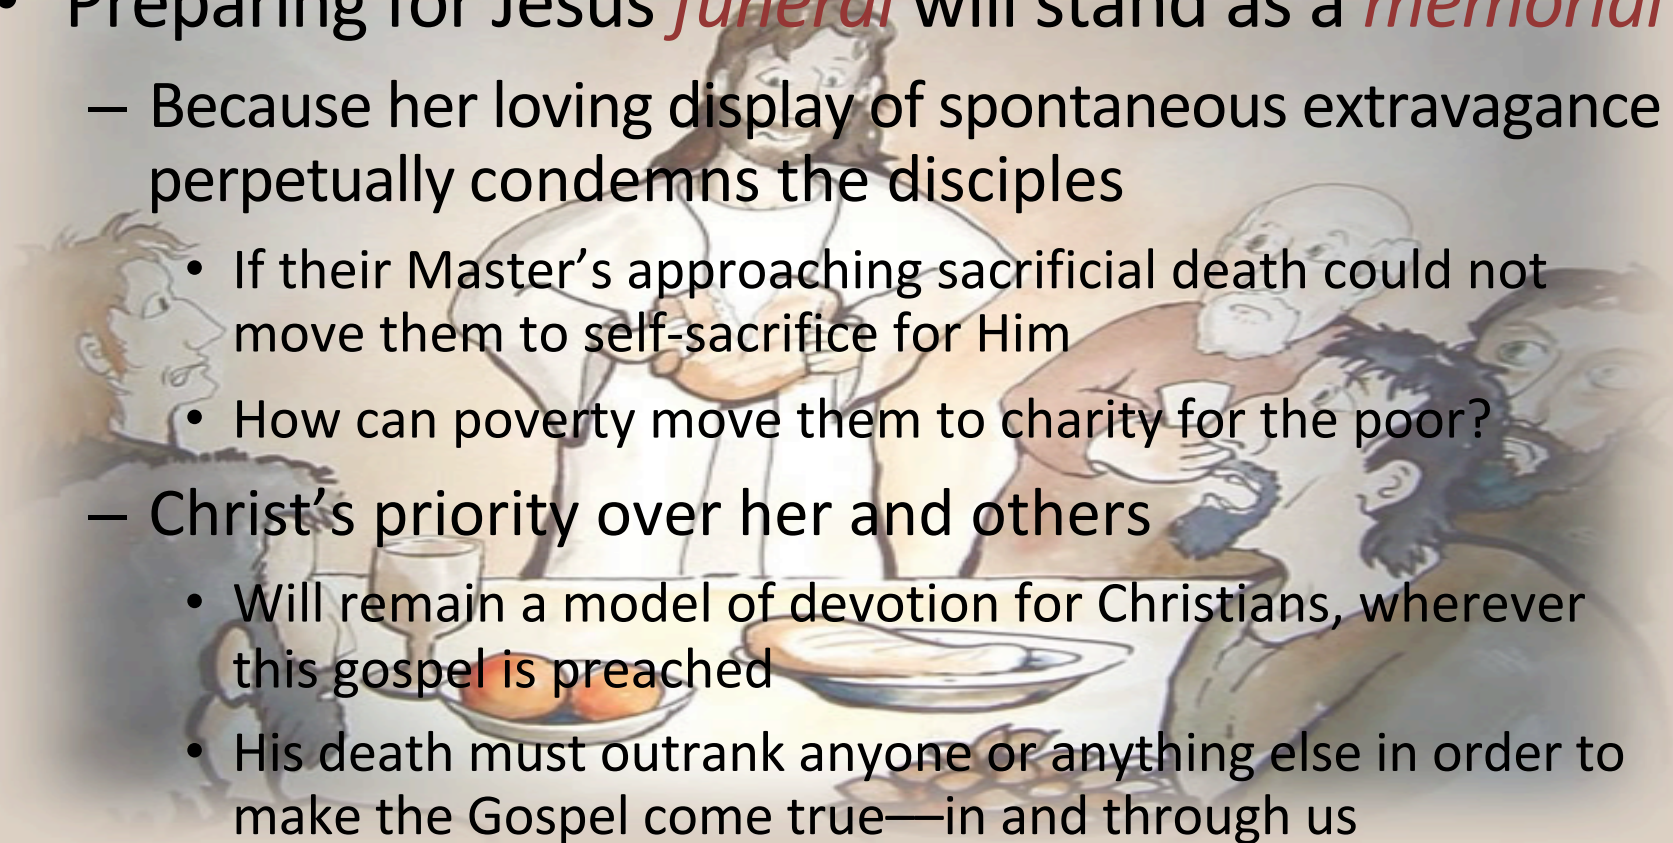 • Preparing for Jesus funeral will stand as a memorial
– Because her loving display of spontaneous extravagance
perpetually condemns the disciples
• If their Master’s approaching sacrificial death could not
move them to self-sacrifice for Him
• How can poverty move them to charity for the poor?
– Christ’s priority over her and others
• Will remain a model of devotion for Christians, wherever
this gospel is preached
• His death must outrank anyone or anything else in order to
make the Gospel come true—in and through us